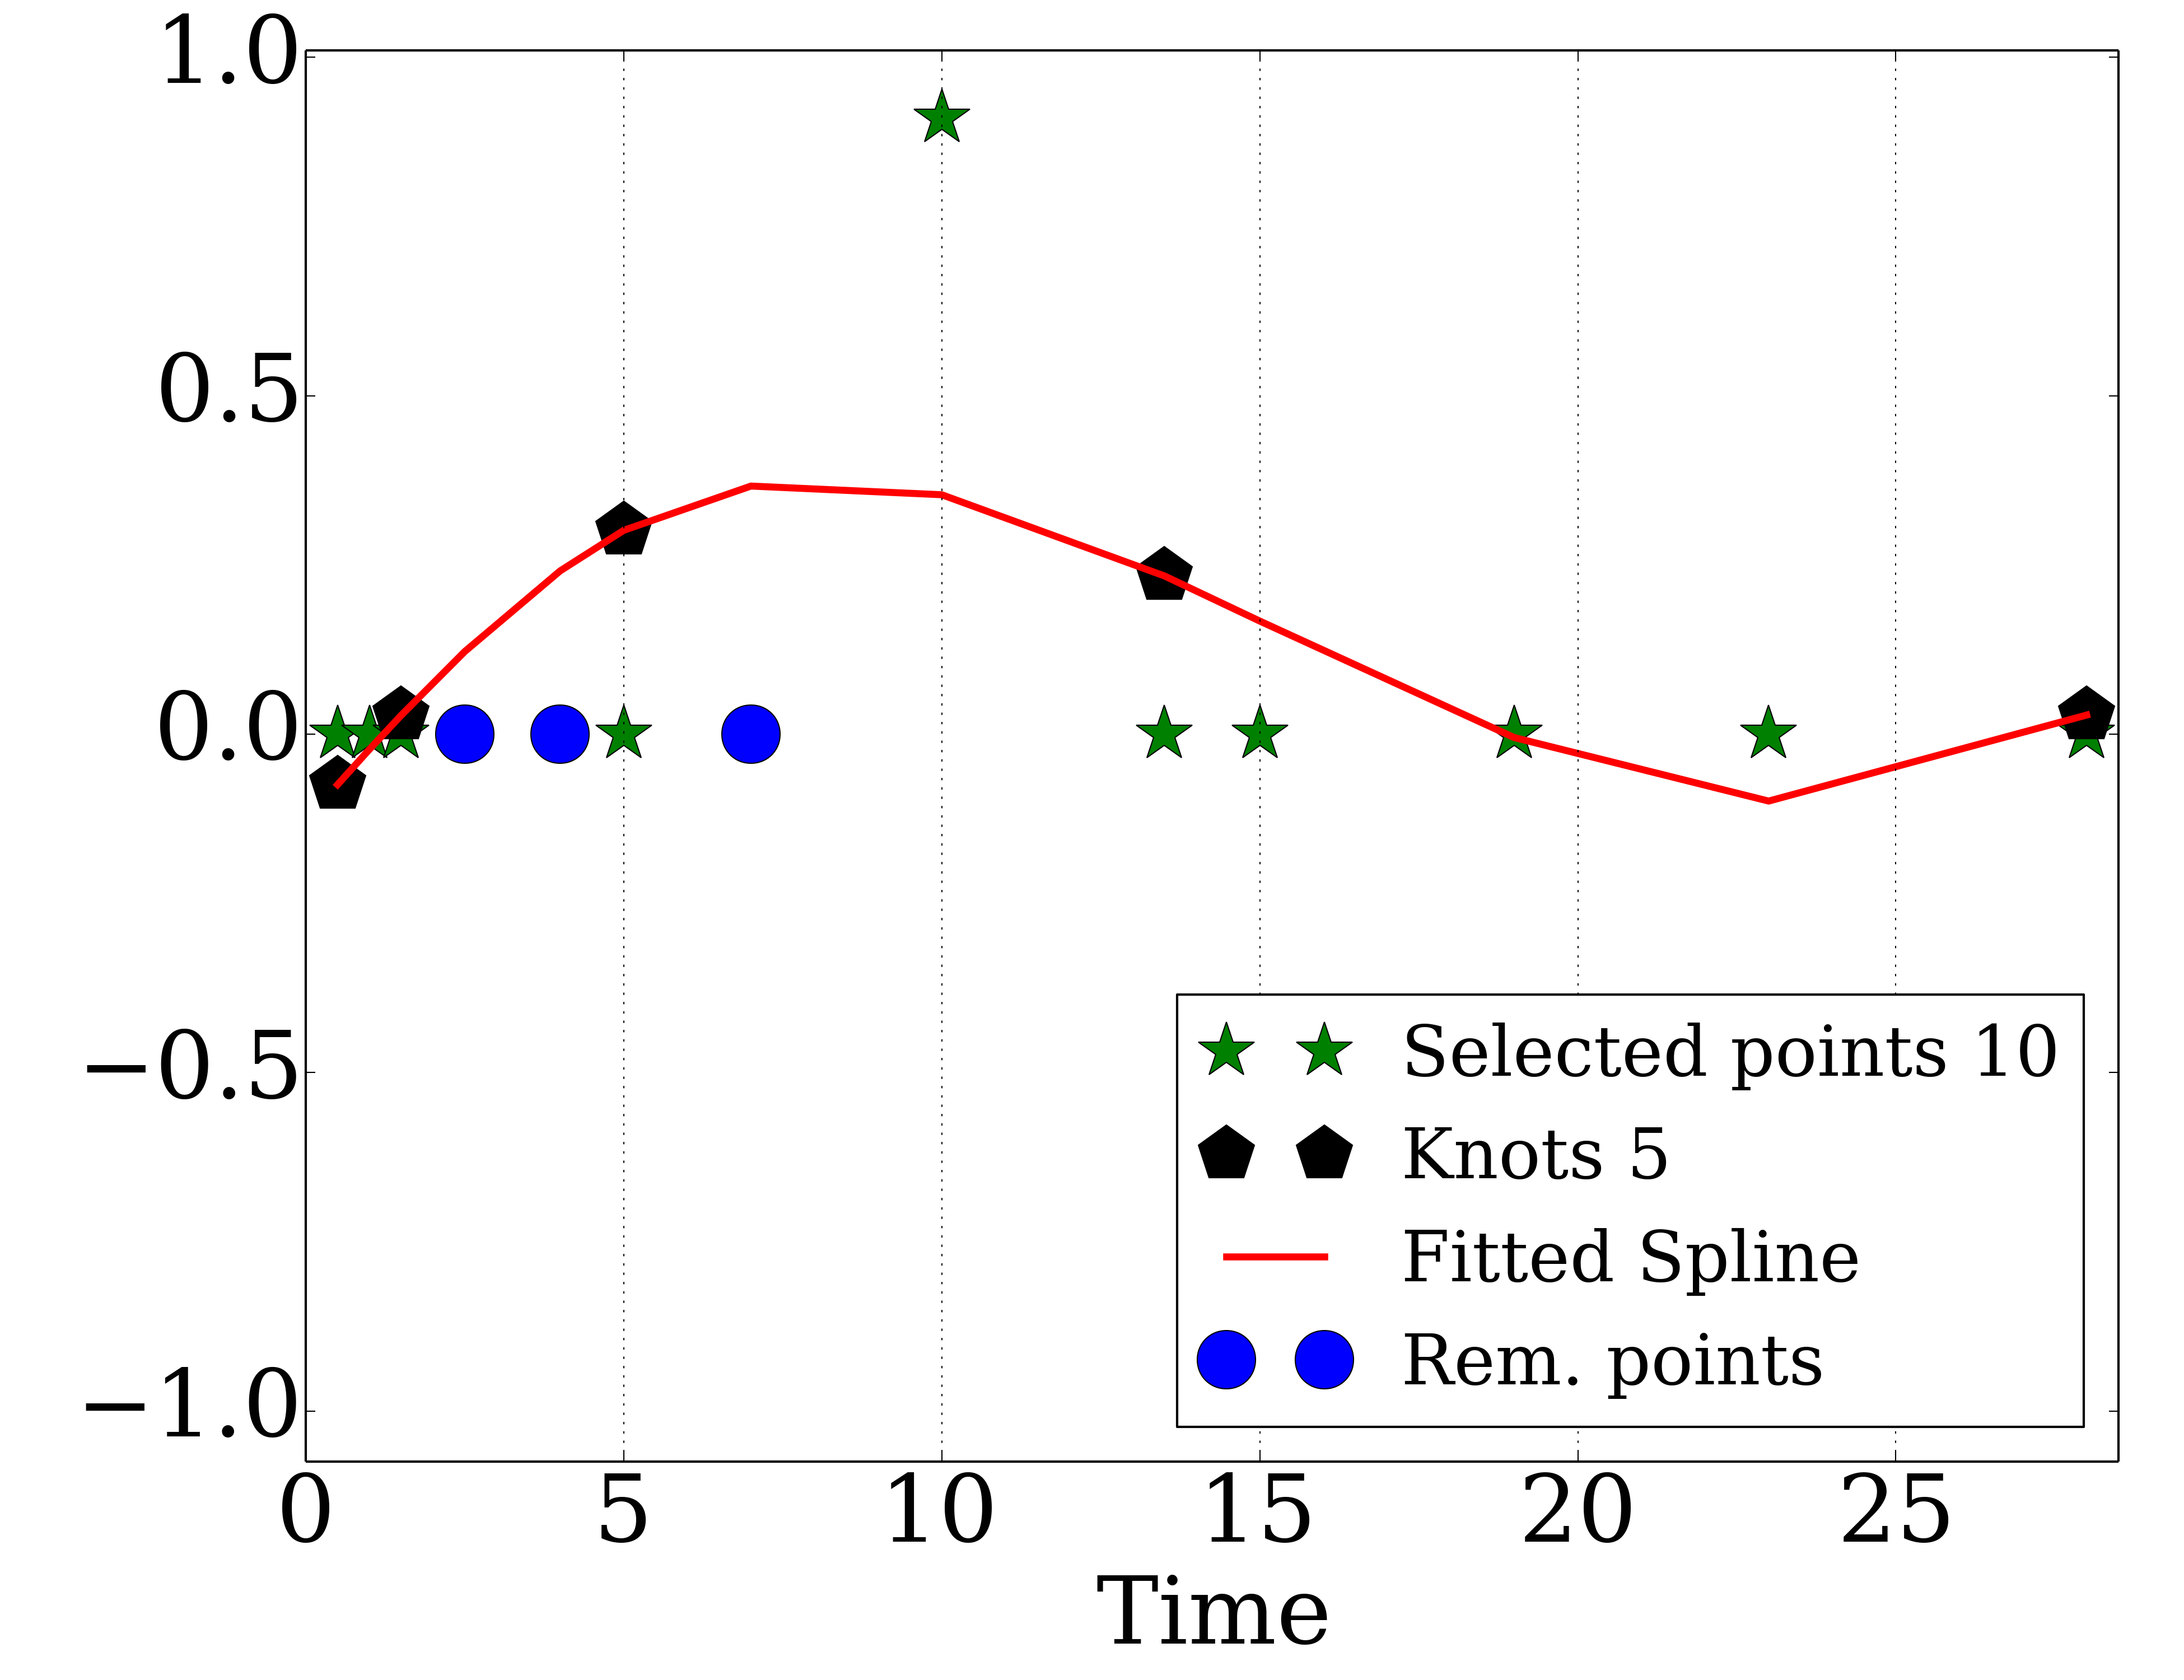 1.0
0.5
0.0
−0.5
−1.0
0 5 10 15 20 25
Time
Selected points 10
Knots 5
Fitted Spline
Rem. points